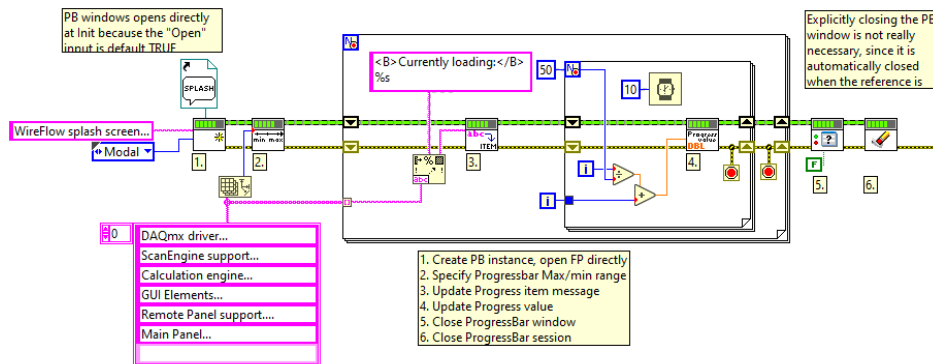 PB windows opens directly
at Init because the "Open"
input is default TRUE
Explicitly closing the PB
window is not really
necessary, since it is
automatically closed
when the reference is
SPLASH
<B>Currently loading:</B>
%s
50
N
N
10
WireFlow splash screen...
Modal
min max
abc
ITEM
Progress
value
DBL
?
1.
2.
3.
4.
5.
6.
%
!
abc
i
÷
+
i
F
0
DAQmx driver...
ScanEngine support...
Calculation engine...
GUI Elements...
Remote Panel support....
Main Panel...
1. Create PB instance, open FP directly
2. Specify Progressbar Max/min range
3. Update Progress item message
4. Update Progress value
5. Close ProgressBar window
6. Close ProgressBar session